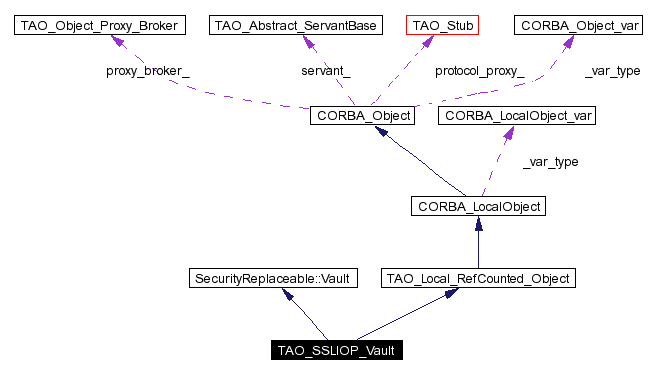 TAO_Object_Proxy_Broker
TAO_Abstract_ServantBase
TAO_Stub
CORBA_Object_var
proxy_broker_
servant_
protocol_proxy_
_var_type
CORBA_Object
CORBA_LocalObject_var
_var_type
CORBA_LocalObject
SecurityReplaceable::Vault
TAO_Local_RefCounted_Object
TAO_SSLIOP_Vault